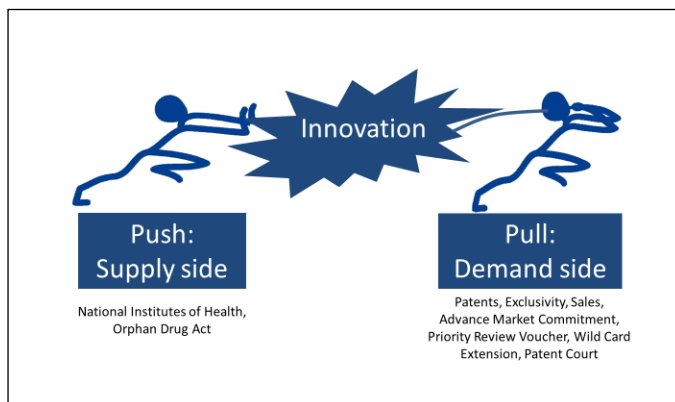 Innovation
Push:
Supply side
National Institutes of Health,
Orphan Drug Act
Pull:
Demand side
Patents, Exclusivity, Sales,
Advance Market Commitment,
Priority Review Voucher, Wild Card
Extension, Patent Court